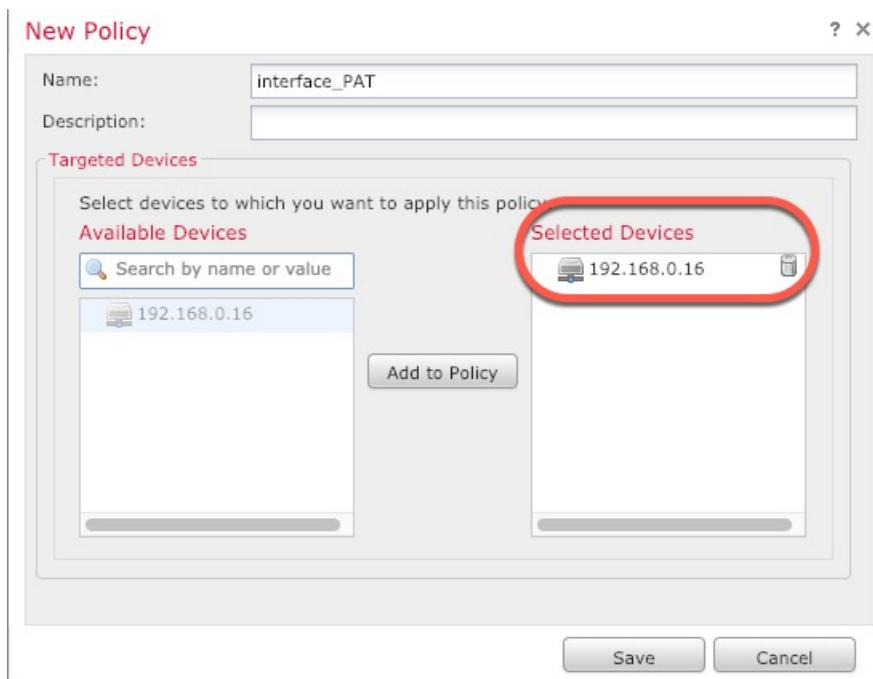 New Policy
? ×
Name: interface_PAT
Description:
Targeted Devices
Select devices to which you want to apply this policy.
Available Devices
Search by name or value
192.168.0.16
Add to Policy
Selected Devices
192.168.0.16
Save Cancel